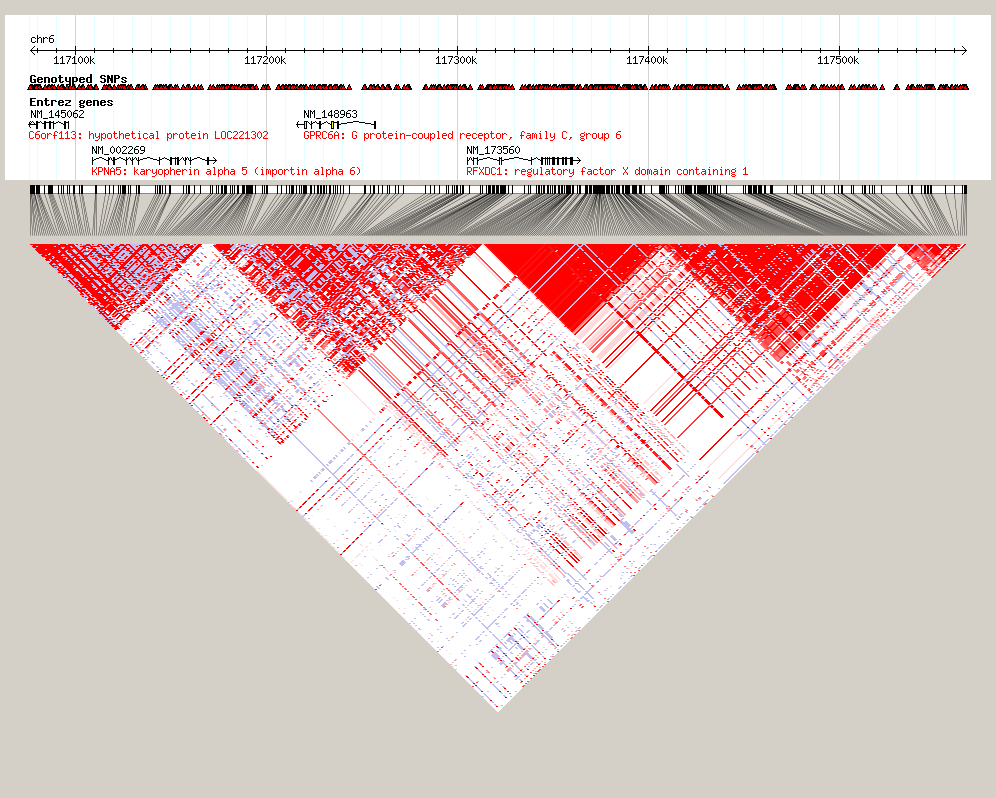 chr6
117100k 117200k 117300k 117400k 117500k
Genotyped SNPs
Entrez genes
NM_145062 NM_148963
C6orf113: hypothetical protein LOC221302 GPRC6A: G protein-coupled receptor, family C, group 6
NM_002269 NM_173560
KPNA5: karyopherin alpha 5 (importin alpha 6) RFXDC1: regulatory factor X domain containing 1